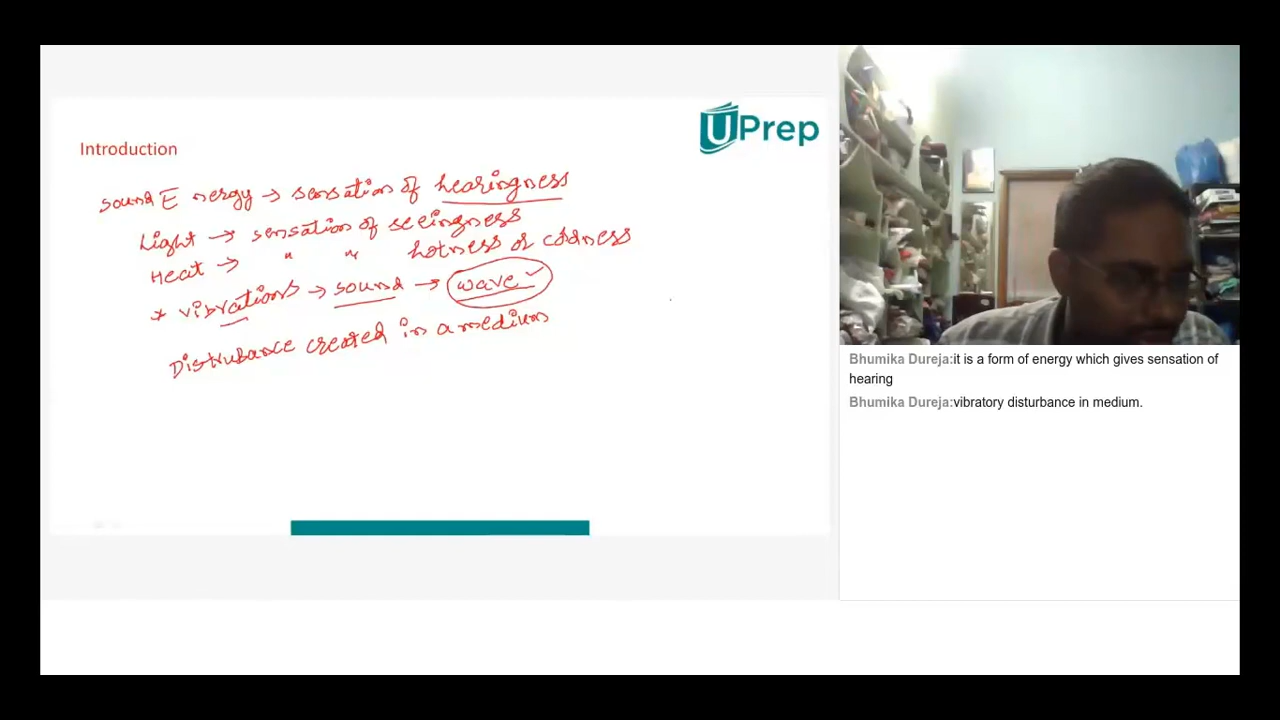 UPrep
Introduction
sound Energy → sensation of hearingness
Light → sensation of seeingness
Heat → " " hotness or coldness
* vibrations → sound → wave ✓
Distrubance created in a medium
Bhumika Dureja:it is a form of energy which gives sensation of
hearing
Bhumika Dureja:vibratory disturbance in medium.